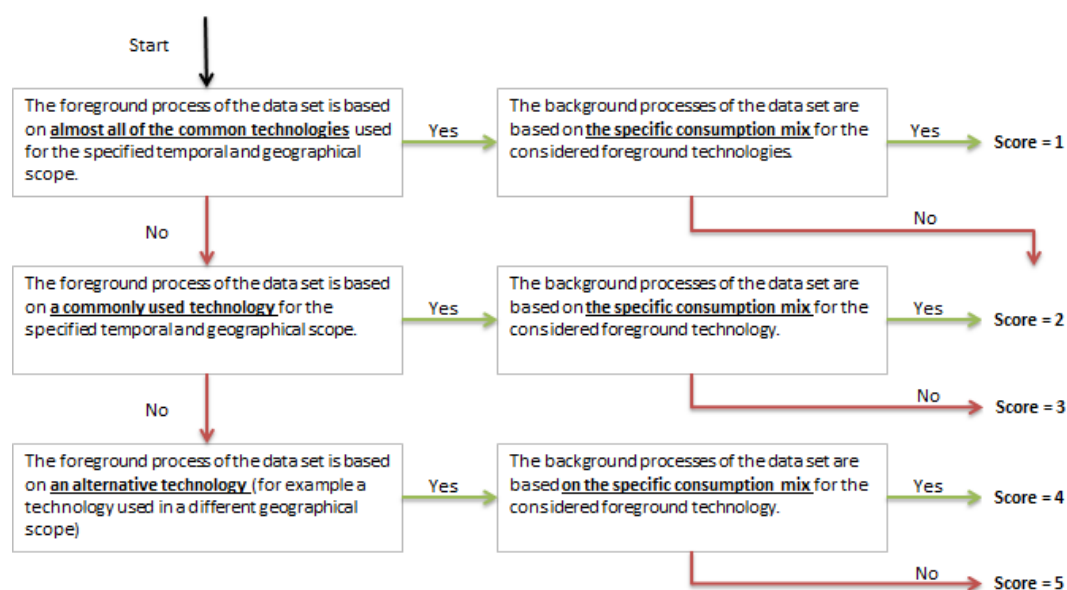 Start
The foreground process of the data set is based
on almost all of the common technologies used
for the specified temporal and geographical
scope.
Yes
The background processes of the data set are
based on the specific consumption mix for the
considered foreground technologies.
Yes
Score = 1
No
No
The foreground process of the data set is based
on a commonly used technology for the
specified temporal and geographical scope.
Yes
The background processes of the data set are
based on the specific consumption mix for the
considered foreground technology.
Yes
Score = 2
No
No
Score = 3
The foreground process of the data set is based
on an alternative technology (for example a
technology used in a different geographical
scope)
Yes
The background processes of the data set are
based on the specific consumption mix for the
considered foreground technology.
Yes
Score = 4
No
Score = 5